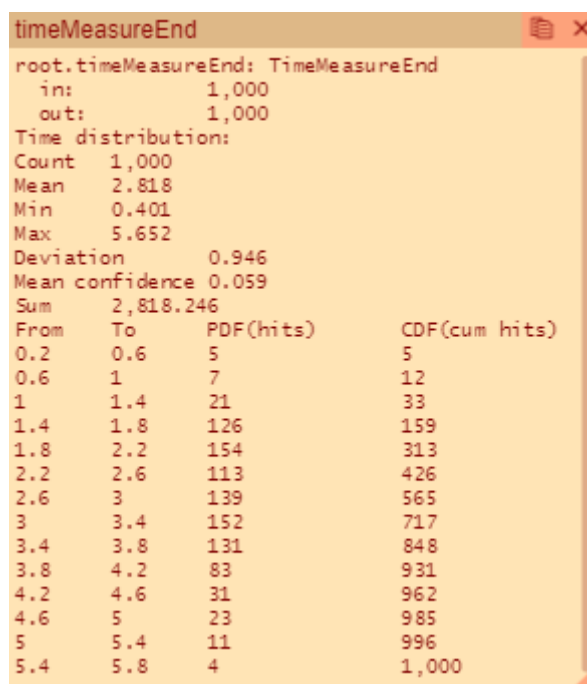 timeMeasureEnd
root.timeMeasureEnd: TimeMeasureEnd
in: 1,000
out: 1,000
Time distribution:
Count 1,000
Mean 2.818
Min 0.401
Max 5.652
Deviation 0.946
Mean confidence 0.059
Sum 2,818.246
From To PDF(hits) CDF(cum hits)
0.2 0.6 5 5
0.6 1 7 12
1 1.4 21 33
1.4 1.8 126 159
1.8 2.2 154 313
2.2 2.6 113 426
2.6 3 139 565
3 3.4 152 717
3.4 3.8 131 848
3.8 4.2 83 931
4.2 4.6 31 962
4.6 5 23 985
5 5.4 11 996
5.4 5.8 4 1,000